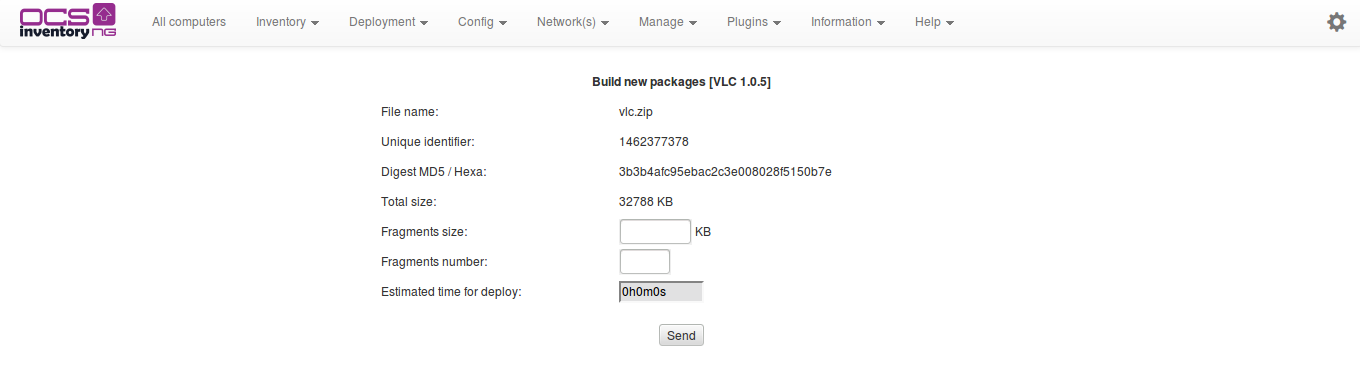 OCS inventory NG All computers Inventory Deployment Config Network(s) Manage Plugins Information Help
Build new packages [VLC 1.0.5]
File name: vlc.zip
Unique identifier: 1462377378
Digest MD5 / Hexa: 3b3b4afc95ebac2c3e008028f5150b7e
Total size: 32788 KB
Fragments size: KB
Fragments number:
Estimated time for deploy: 0h0m0s
Send